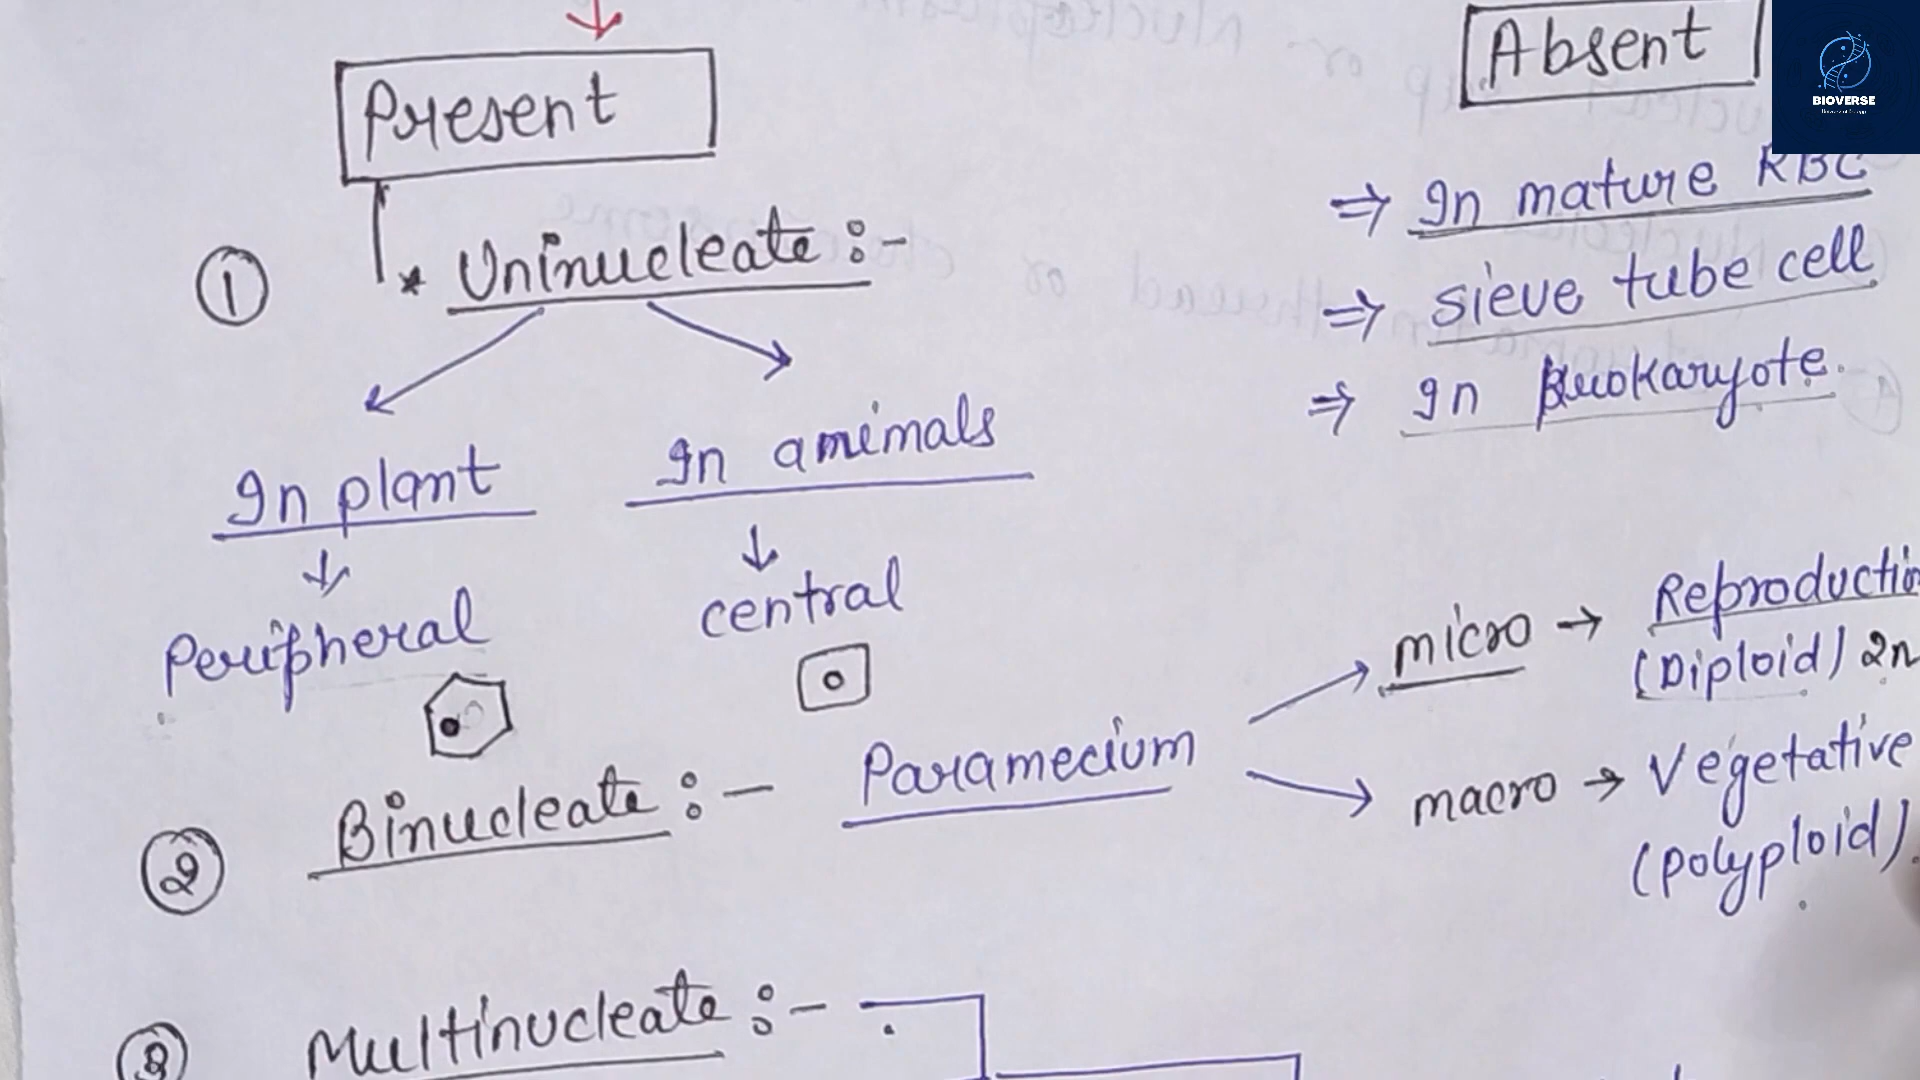 Present
Absent
BIOVERSE
⇒ In mature RBC
① * Uninucleate :-
⇒ sieve tube cell
⇒ In Prokaryote.
In plant
In animals
↓ Peripheral
↓ central
Binucleate :- Paramecium
②
micro → Reproductio
(Diploid) 2n
macro → Vegetative
(polyploid)
③ Multinucleate :-